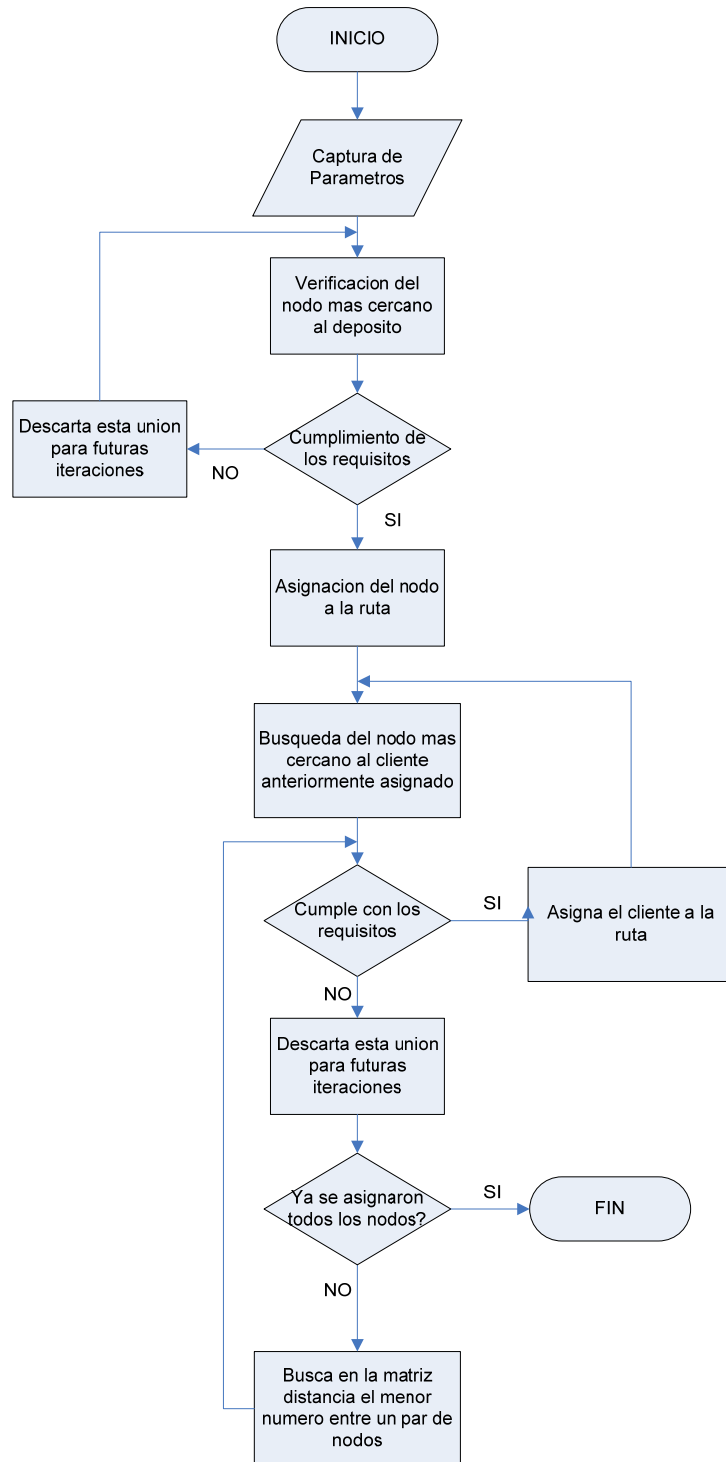 INICIO
Captura de
Parametros
Verificacion del
nodo mas cercano
al deposito
Descarta esta union
para futuras
iteraciones
Cumplimiento de
los requisitos
NO
SI
Asignacion del nodo
a la ruta
Busqueda del nodo mas
cercano al cliente
anteriormente asignado
Cumple con los
requisitos
SI
Asigna el cliente a la
ruta
NO
Descarta esta union
para futuras
iteraciones
Ya se asignaron
todos los nodos?
SI
FIN
NO
Busca en la matriz
distancia el menor
numero entre un par de
nodos